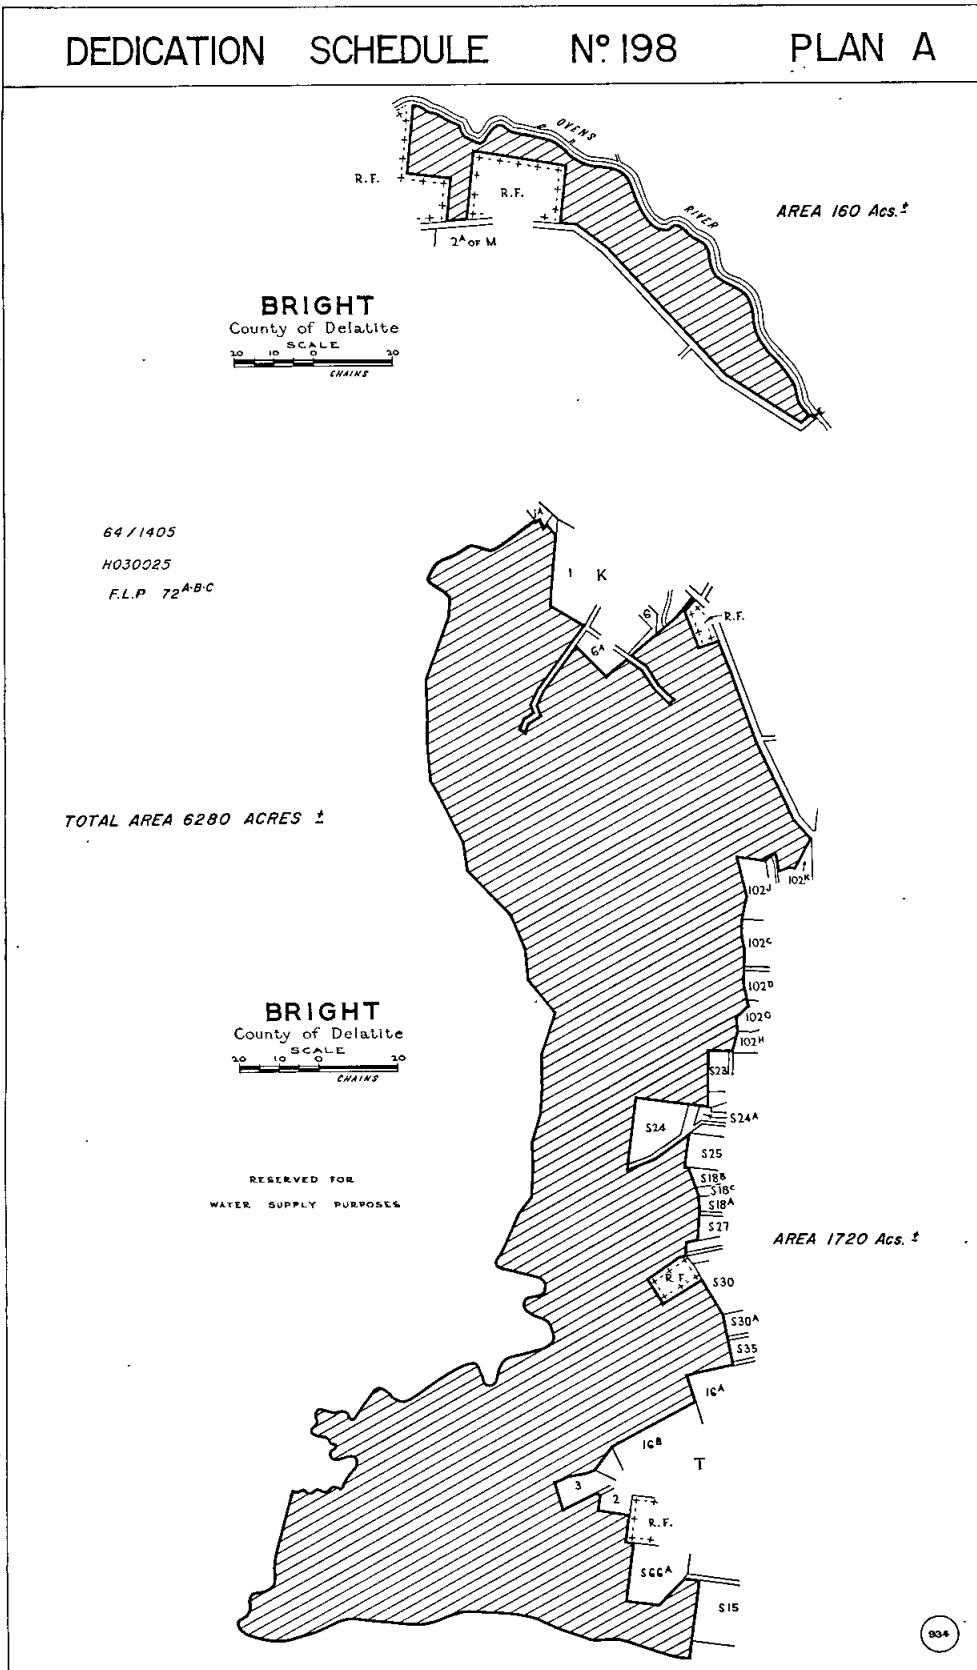 DEDICATION SCHEDULE Nº 198 PLAN A
OVENS
RIVER
R.F.
R.F.
AREA 160 Acs. ±
2ᴬ OF M
BRIGHT
County of Delatite
SCALE
20 10 0 20
CHAINS
64/1405
H030025
F.L.P 72ᴬ·ᴮ·ᶜ
1ᴬ
1 K
6
6ᴬ
R.F.
TOTAL AREA 6280 ACRES ±
102ᴶ
102ᴷ
102ᶜ
102ᴰ
102ᴳ
102ᴴ
BRIGHT
County of Delatite
SCALE
20 10 0 20
CHAINS
S23
S24
S24A
S25
RESERVED FOR
WATER SUPPLY PURPOSES
S18ᴮ
S18ᶜ
S18ᴬ
S27
AREA 1720 Acs. ±
R.F.
S30
S30ᴬ
S35
16ᴬ
16ᴮ
T
3
2
R.F.
S66A
S15
934